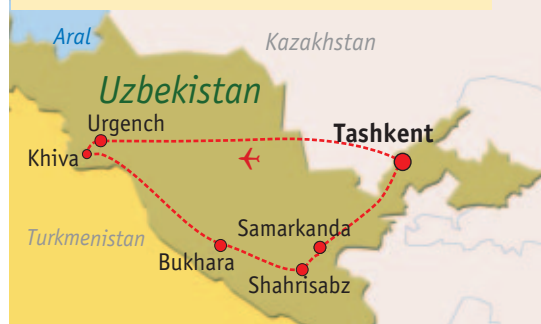 Aral
Kazakhstan
Uzbekistan
Urgench
Tashkent
Khiva
Samarkanda
Turkmenistan
Bukhara
Shahrisabz